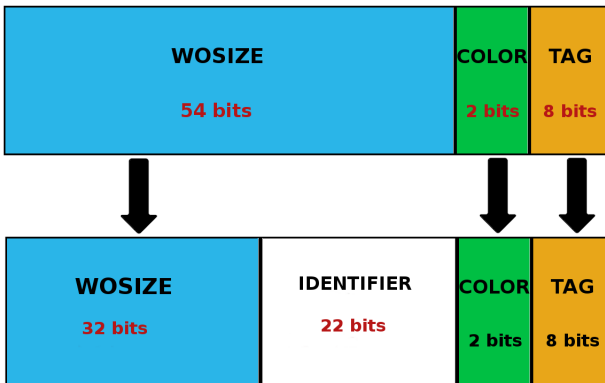 WOSIZE COLOR TAG
54 bits 2 bits 8 bits
WOSIZE IDENTIFIER COLOR TAG
32 bits 22 bits 2 bits 8 bits